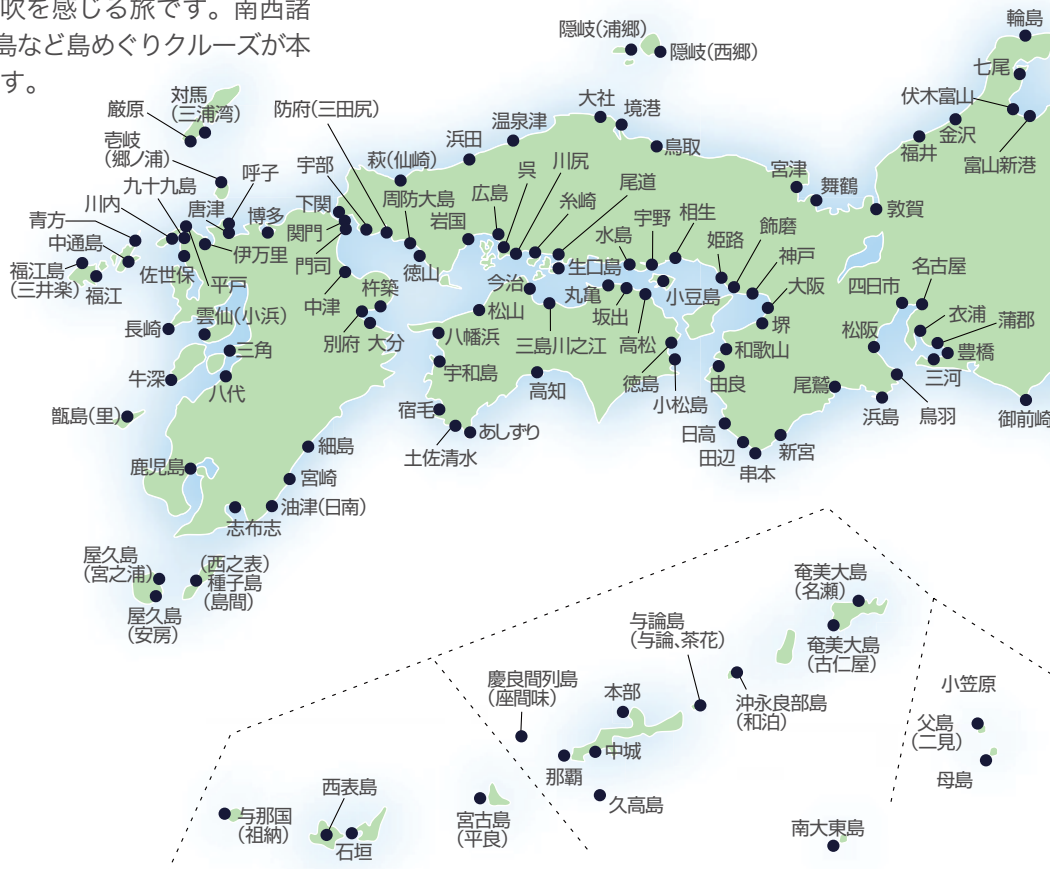 吹を感じる旅です。南西諸
島など島めぐりクルーズが本
す。
隠岐(浦郷)
隠岐(西郷)
輪島
七尾
伏木富山
金沢
福井
富山新港
対馬
(三浦湾)
厳原
壱岐
(郷ノ浦)
防府(三田尻)
温泉津
大社
境港
浜田
鳥取
宮津
舞鶴
敦賀
九十九島
呼子
宇部
萩(仙崎)
川尻
呉
尾道
川内
唐津
博多
下関
周防大島
広島
糸崎
宇野
相生
飾磨
青方
関門
岩国
水島
姫路
神戸
中通島
伊万里
門司
徳山
生口島
小豆島
大阪
名古屋
福江島
(三井楽)
福江
佐世保
平戸
中津
杵築
今治
丸亀
坂出
四日市
衣浦
蒲郡
雲仙(小浜)
松山
堺
長崎
別府
大分
八幡浜
三島川之江
高松
和歌山
松阪
豊橋
三角
宇和島
徳島
由良
三河
牛深
八代
高知
小松島
尾鷲
浜島
鳥羽
御前崎
甑島(里)
宿毛
あしずり
日高
土佐清水
田辺
新宮
串本
細島
鹿児島
宮崎
油津(日南)
志布志
屋久島
(宮之浦)
(西之表)
種子島
(島間)
屋久島
(安房)
奄美大島
(名瀬)
与論島
(与論、茶花)
奄美大島
(古仁屋)
慶良間列島
(座間味)
本部
沖永良部島
(和泊)
小笠原
父島
(二見)
中城
那覇
母島
久高島
西表島
与那国
(祖納)
石垣
宮古島
(平良)
南大東島